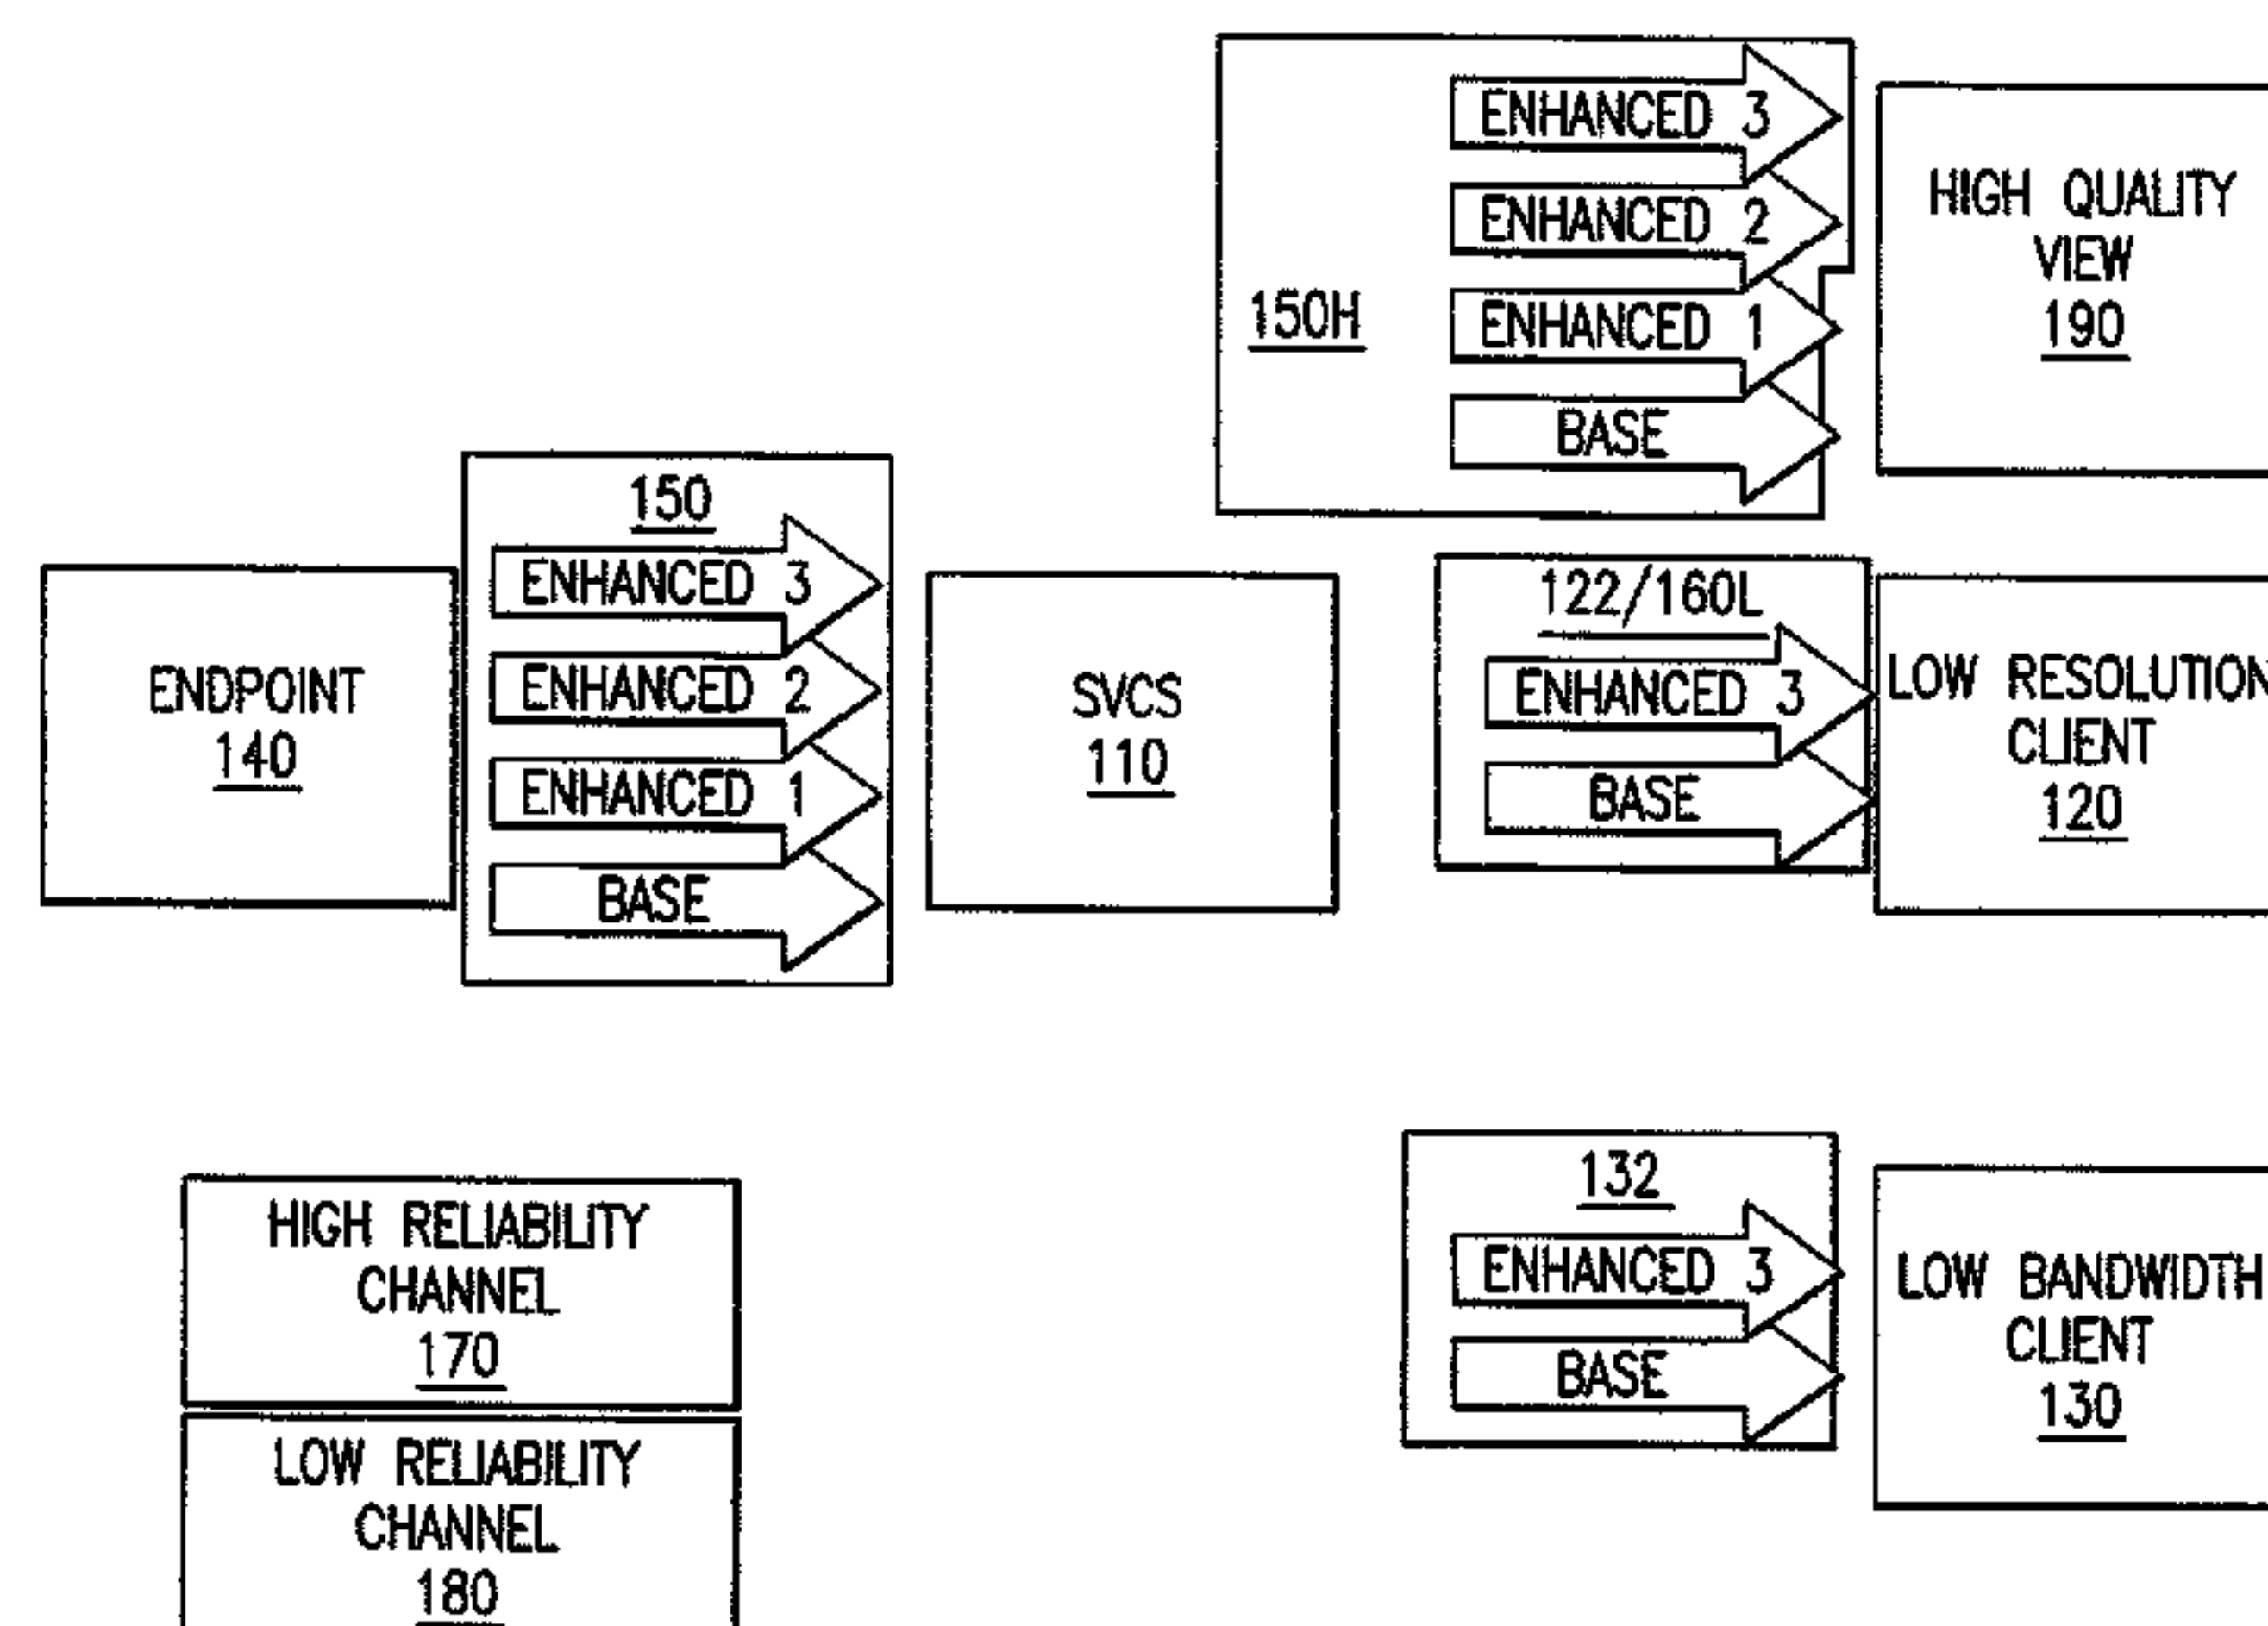 ENHANCED 3
ENHANCED 2
150H
ENHANCED 1
BASE
HIGH QUALITY
VIEW
190
150
ENHANCED 3
ENHANCED 2
ENHANCED 1
BASE
ENDPOINT
140
SVCS
110
122/160L
ENHANCED 3
BASE
LOW RESOLUTION
CLIENT
120
132
ENHANCED 3
BASE
LOW BANDWIDTH
CLIENT
130
HIGH RELIABILITY
CHANNEL
170
LOW RELIABILITY
CHANNEL
180